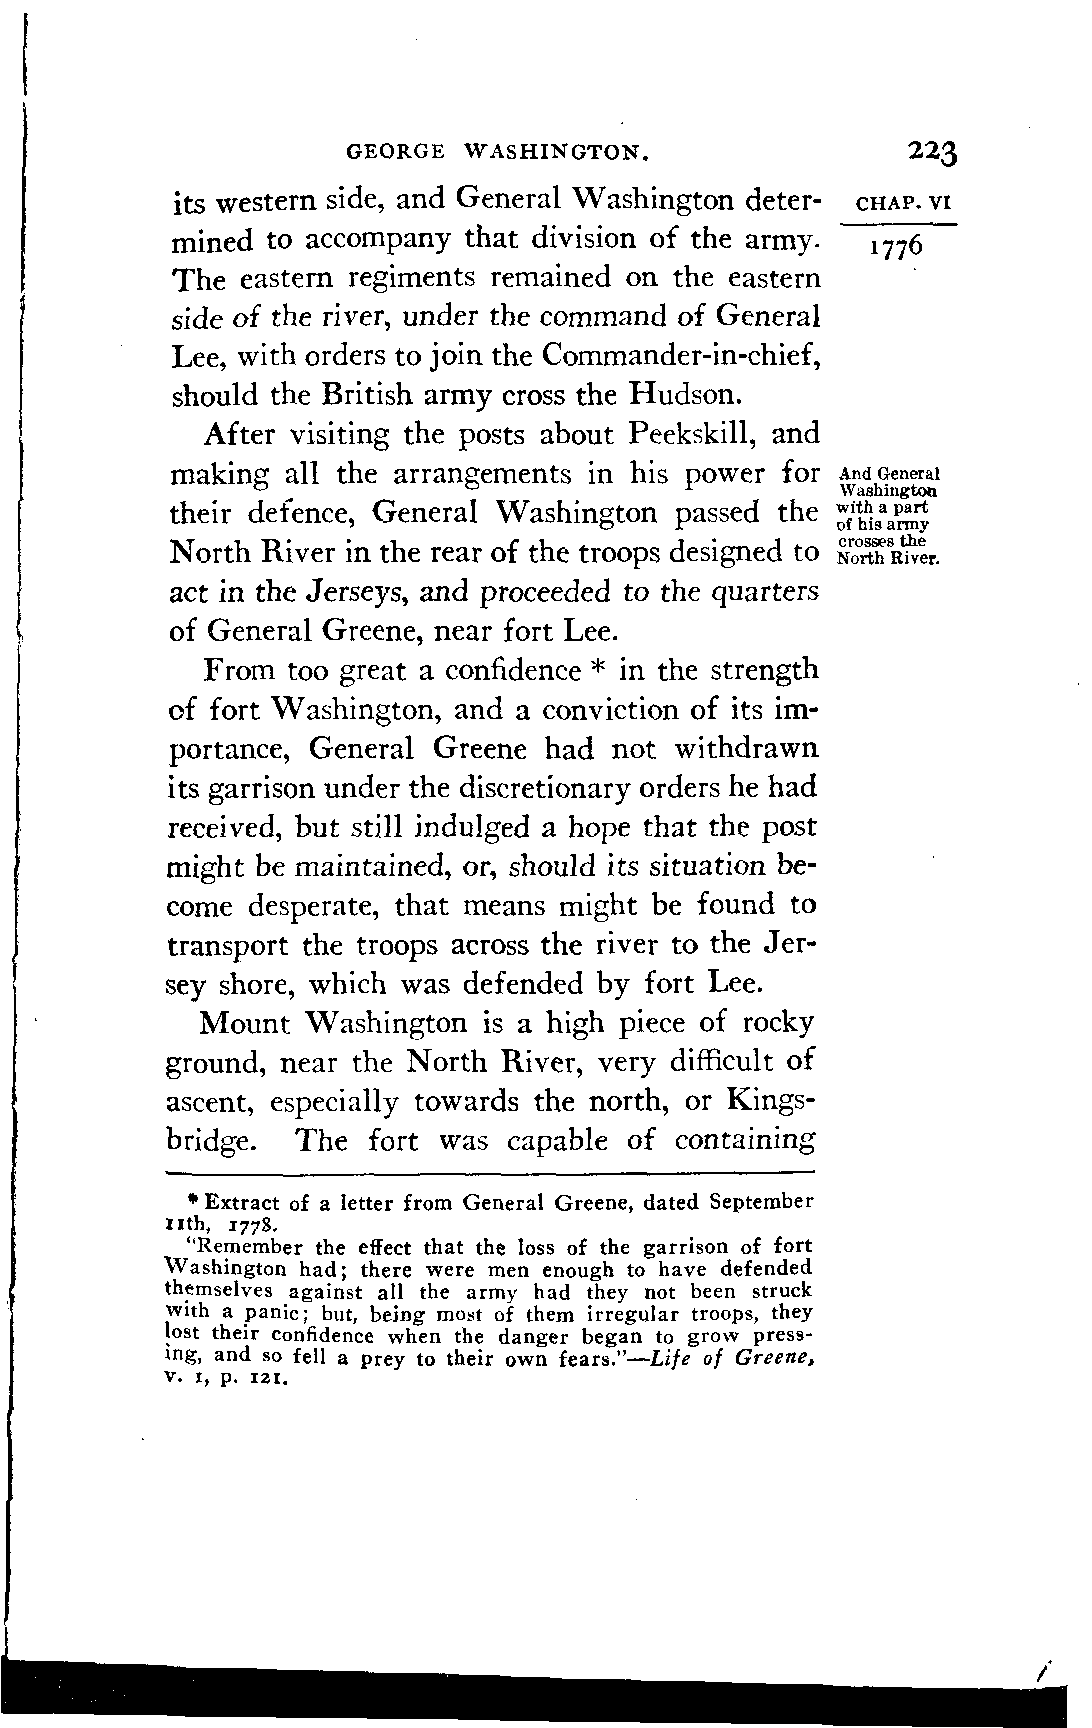 GEORGE WASHINGTON. 223
its western side, and General Washington deter-
mined to accompany that division of the army.
The eastern regiments remained on the eastern
side of the river, under the command of General
Lee, with orders to join the Commander-in-chief,
should the British army cross the Hudson.
After visiting the posts about Peekskill, and
making all the arrangements in his power for
their defence, General Washington passed the
North River in the rear of the troops designed to
act in the Jerseys, and proceeded to the quarters
of General Greene, near fort Lee.
From too great a confidence * in the strength
of fort Washington, and a conviction of its im-
portance, General Greene had not withdrawn
its garrison under the discretionary orders he had
received, but still indulged a hope that the post
might be maintained, or, should its situation be-
come desperate, that means might be found to
transport the troops across the river to the Jer-
sey shore, which was defended by fort Lee.
Mount Washington is a high piece of rocky
ground, near the North River, very difficult of
ascent, especially towards the north, or Kings-
bridge. The fort was capable of containing
CHAP. VI
1776
And General
Washington
with a part
of his army
crosses the
North River.
* Extract of a letter from General Greene, dated September
11th, 1778.
"Remember the effect that the loss of the garrison of fort
Washington had; there were men enough to have defended
themselves against all the army had they not been struck
with a panic; but, being most of them irregular troops, they
lost their confidence when the danger began to grow press-
ing, and so fell a prey to their own fears."—Life of Greene,
v. 1, p. 121.